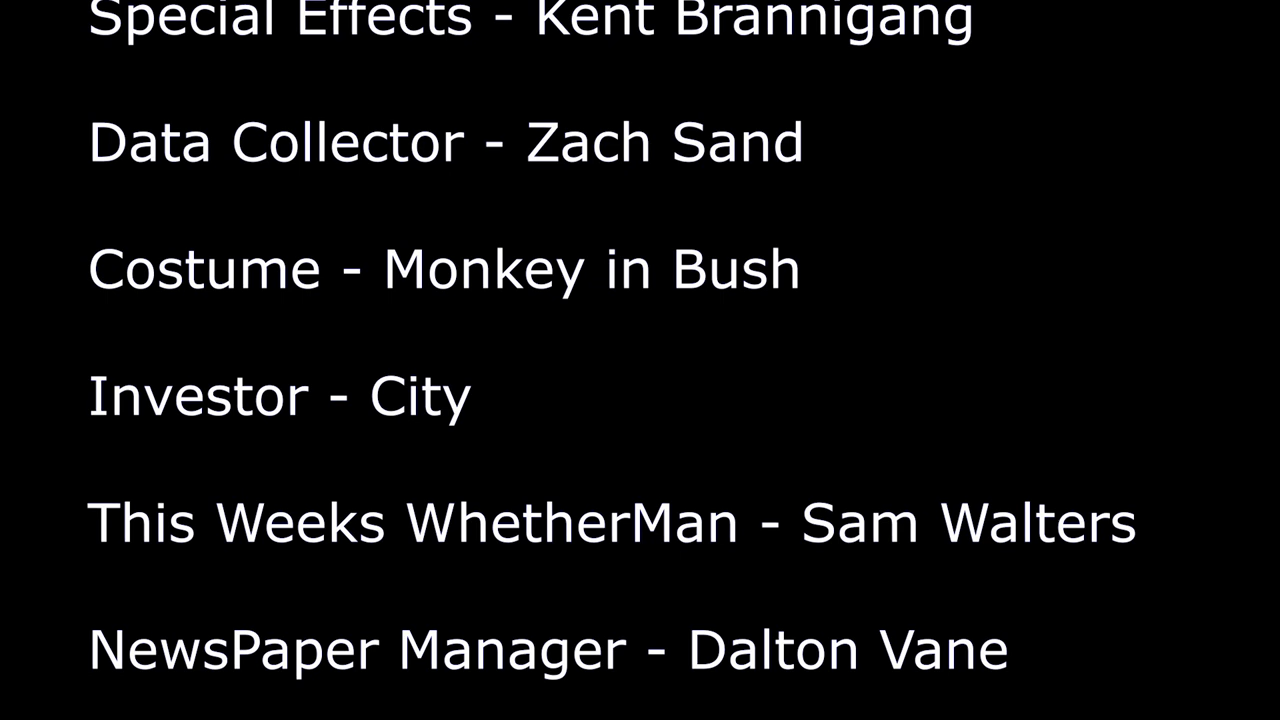 Special Effects - Kent Brannigang
Data Collector - Zach Sand
Costume - Monkey in Bush
Investor - City
This Weeks WhetherMan - Sam Walters
NewsPaper Manager - Dalton Vane